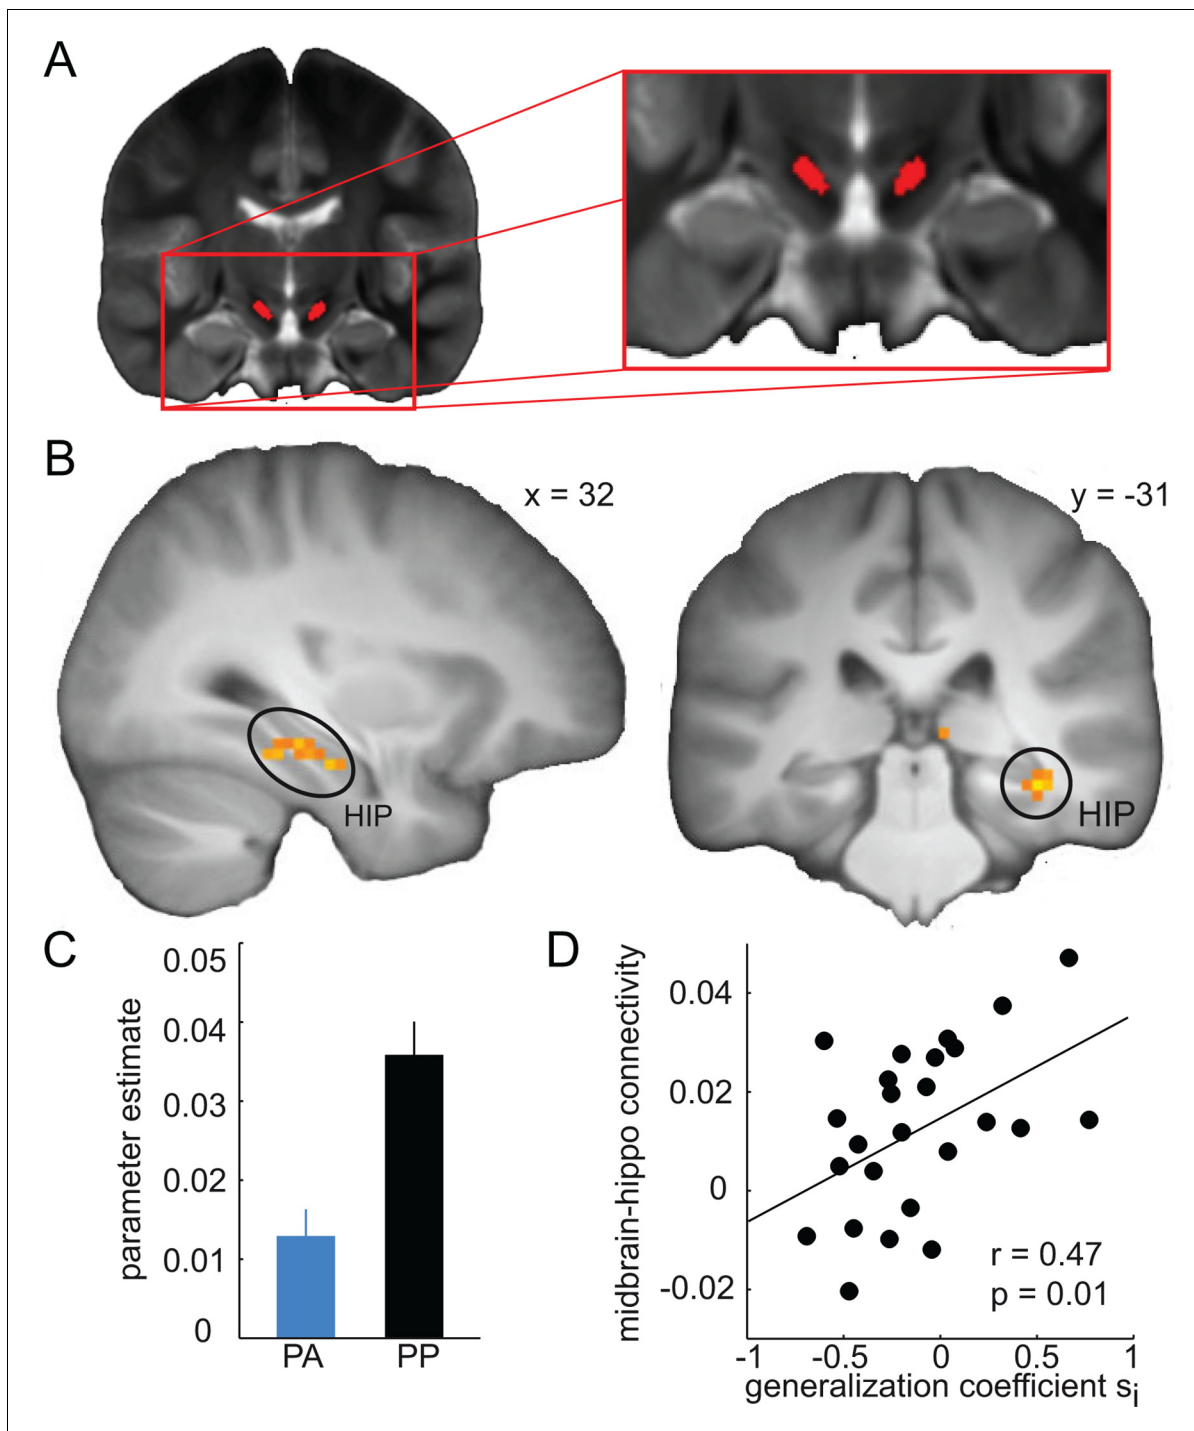 A
B
x = 32
y = -31
HIP
HIP
C
0.05
0.04
0.03
0.02
0.01
0
parameter estimate
PA
PP
D
midbrain-hippo connectivity
0.04
0.02
0
-0.02
r = 0.47
p = 0.01
-1
-0.5
0
0.5
1
generalization coefficient si